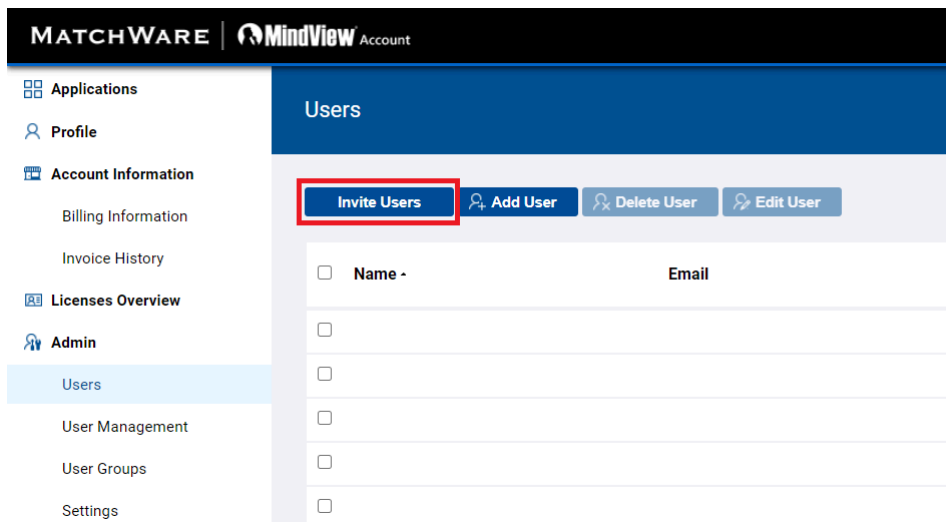 MATCHWARE | MindView Account
Applications
Profile
Account Information
Billing Information
Invoice History
Licenses Overview
Admin
Users
User Management
User Groups
Settings
Users
Invite Users Add User Delete User Edit User
Name Email